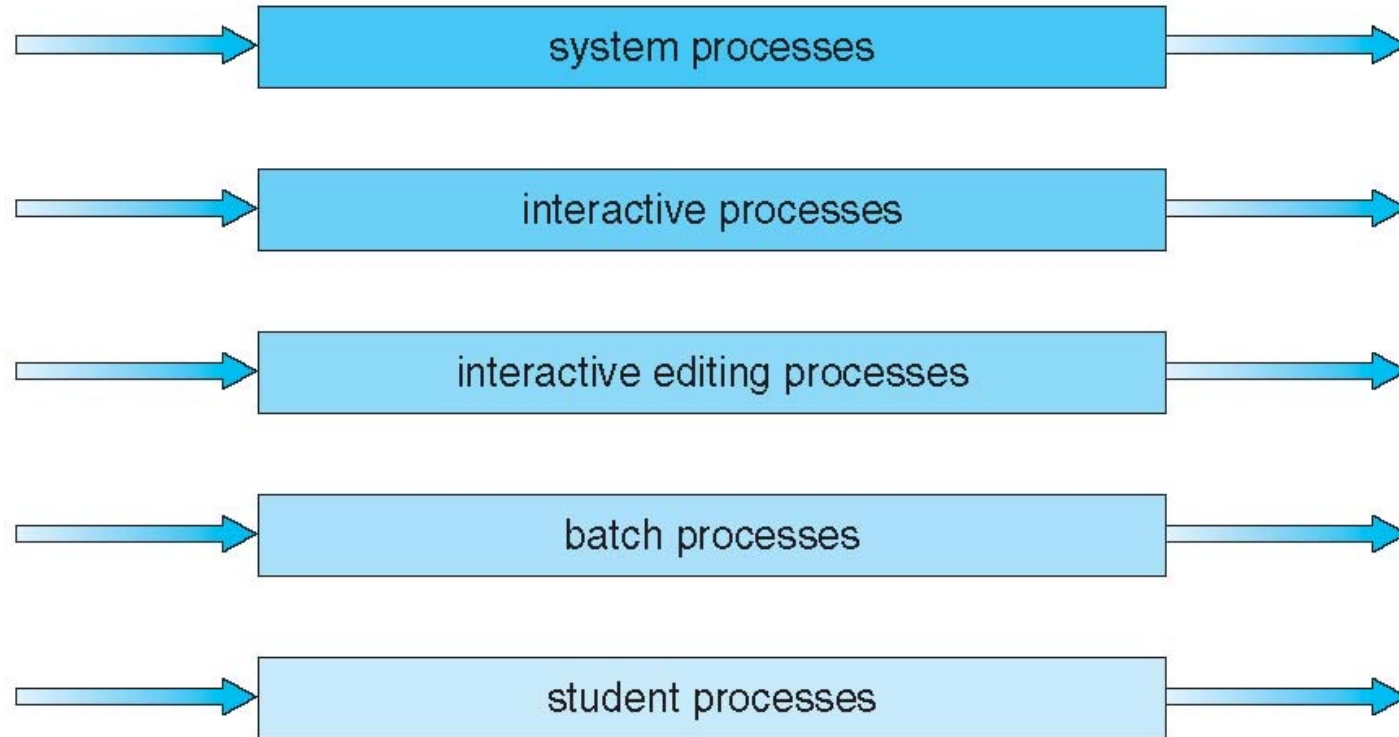 system processes
interactive processes
interactive editing processes
batch processes
student processes